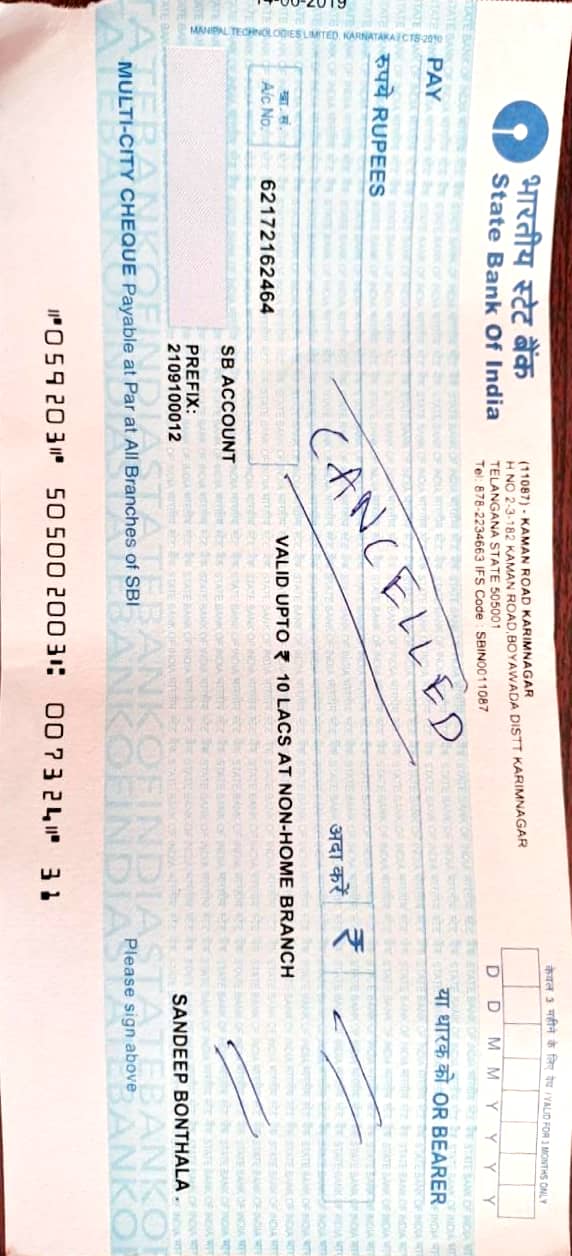 14-06-2019
MANIPAL TECHNOLOGIES LIMITED, KARNATAKA / CTS-2010
केवल 3 महीने के लिए वैध / VALID FOR 3 MONTHS ONLY
भारतीय स्टेट बैंक
State Bank Of India
(11087) - KAMAN ROAD KARIMNAGAR
H NO 2-3-182 KAMAN ROAD,BOYAWADA DISTT KARIMNAGAR
TELANGANA STATE 505001
Tel: 878-2234663 IFS Code : SBIN0011087
D D M M Y Y Y Y
PAY
या धारक को OR BEARER
CANCELLED
रुपये RUPEES
अदा करें ₹
खा. सं.
A/c No. 62172162464
VALID UPTO ₹ 10 LACS AT NON-HOME BRANCH
SB ACCOUNT
PREFIX:
2109100012
SANDEEP BONTHALA .
MULTI-CITY CHEQUE Payable at Par at All Branches of SBI
Please sign above
⑈059203⑈ 505002003⑆ 007324⑈ 31